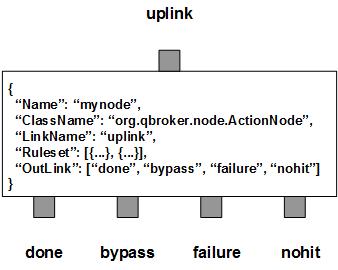 uplink
{
“Name”: “mynode”,
“ClassName”: “org.qbroker.node.ActionNode”,
“LinkName”: “uplink”,
“Ruleset”: [{...}, {...}],
“OutLink”: [“done”, “bypass”, “failure”, “nohit”]
}
done bypass failure nohit